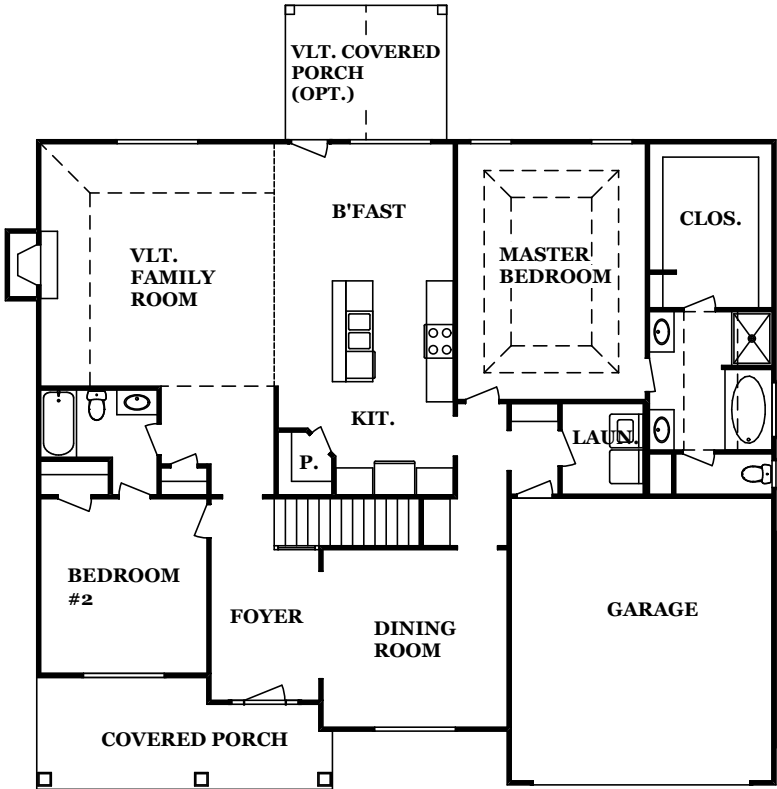 VLT. COVERED
PORCH
(OPT.)
B'FAST
CLOS.
VLT.
FAMILY
ROOM
MASTER
BEDROOM
KIT.
LAUN.
P.
BEDROOM
#2
FOYER
DINING
ROOM
GARAGE
COVERED PORCH